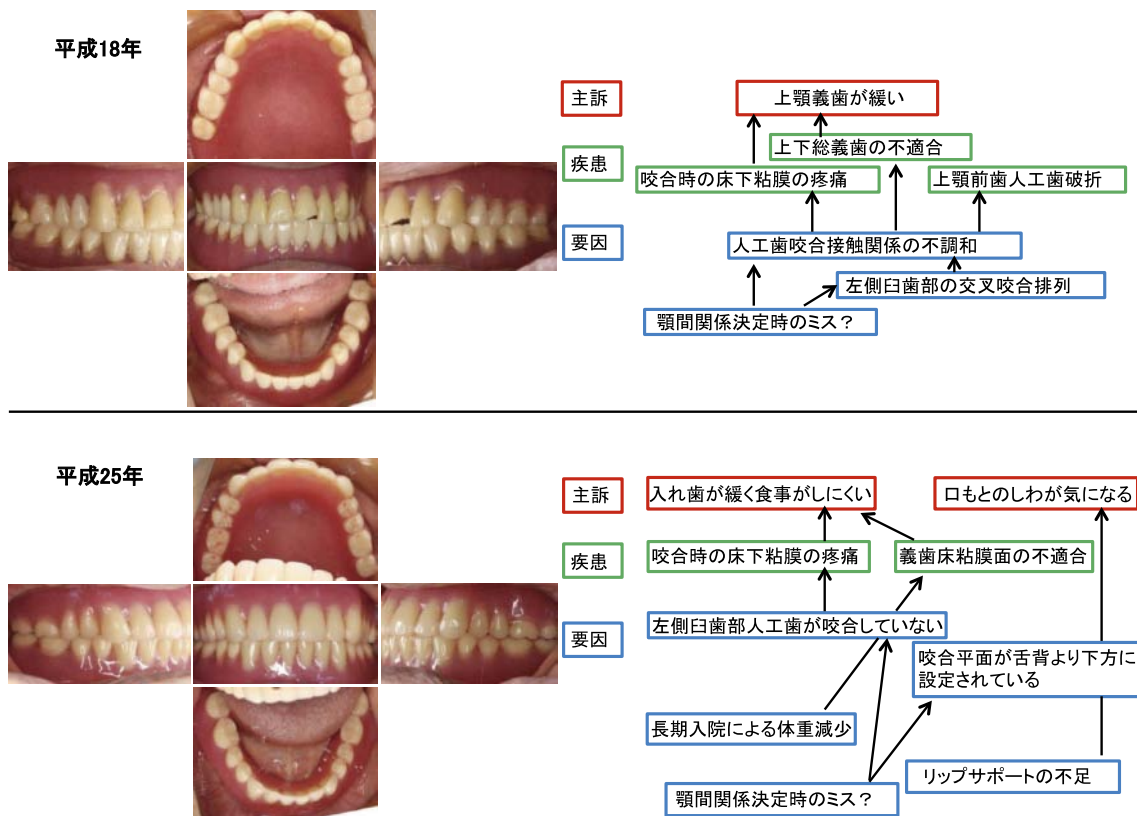 平成18年
主訴
上顎義歯が緩い
疾患
上下総義歯の不適合
咬合時の床下粘膜の疼痛
上顎前歯人工歯破折
要因
人工歯咬合接触関係の不調和
左側臼歯部の交叉咬合排列
顎間関係決定時のミス？
平成25年
主訴
入れ歯が緩く食事がしにくい
口もとのしわが気になる
疾患
咬合時の床下粘膜の疼痛
義歯床粘膜面の不適合
要因
左側臼歯部人工歯が咬合していない
咬合平面が舌背より下方に
設定されている
長期入院による体重減少
リップサポートの不足
顎間関係決定時のミス？